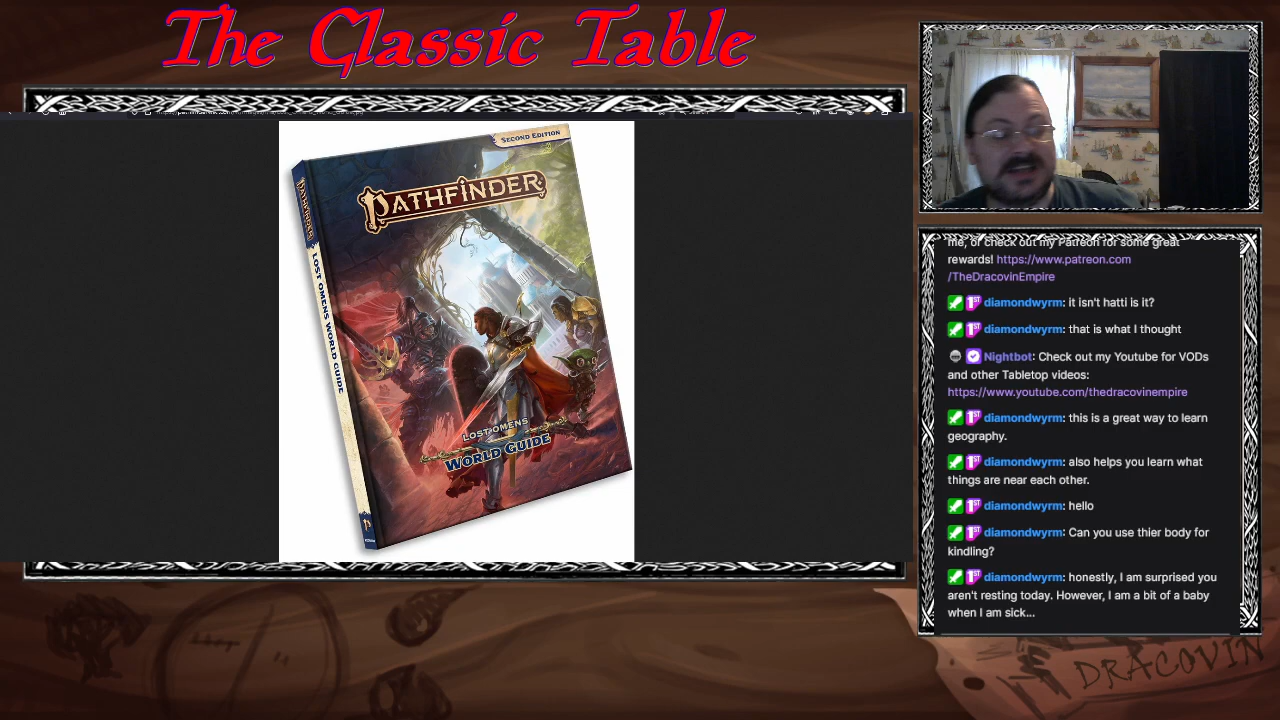 The Classic Table
SECOND EDITION
PATHFINDER
PATHFINDER
LOST OMENS WORLD GUIDE
LOST OMENS
WORLD GUIDE
me, or check out my Patreon for some great
rewards! https://www.patreon.com
/TheDracovinEmpire
diamondwyrm: it isn't hatti is it?
diamondwyrm: that is what I thought
Nightbot: Check out my Youtube for VODs
and other Tabletop videos:
https://www.youtube.com/thedracovinempire
diamondwyrm: this is a great way to learn
geography.
diamondwyrm: also helps you learn what
things are near each other.
diamondwyrm: hello
diamondwyrm: Can you use thier body for
kindling?
diamondwyrm: honestly, I am surprised you
aren't resting today. However, I am a bit of a baby
when I am sick...
DRACOVIN